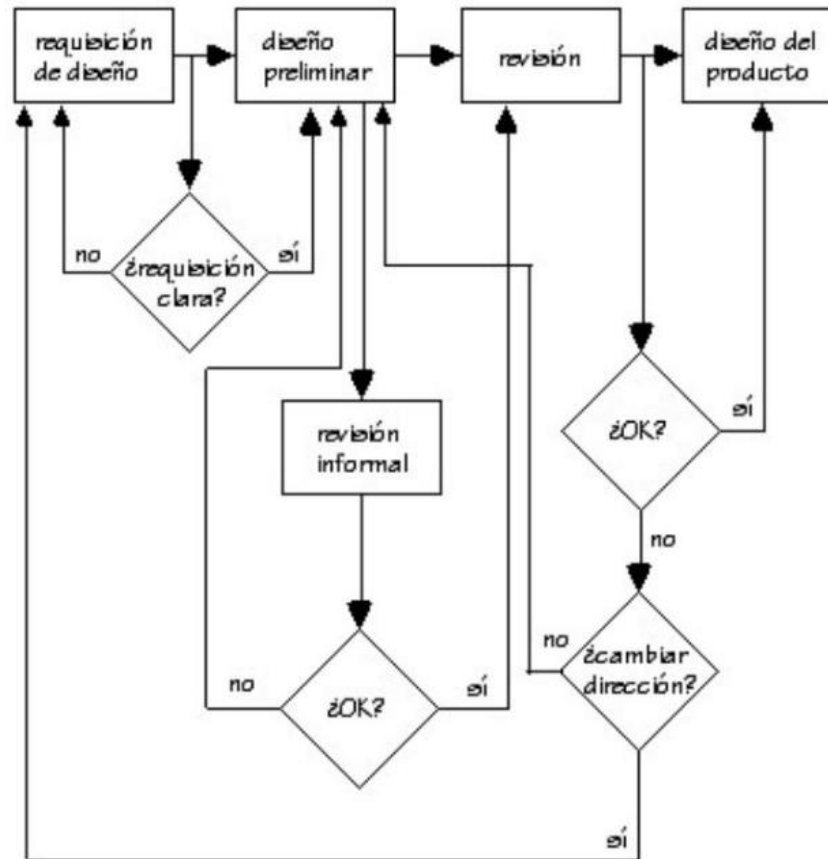 requisición
de diseño
diseño
preliminar
revisión
diseño del
producto
no
¿requisición
clara?
sí
revisión
informal
¿OK?
sí
no
no
¿OK?
sí
no
¿cambiar
dirección?
sí